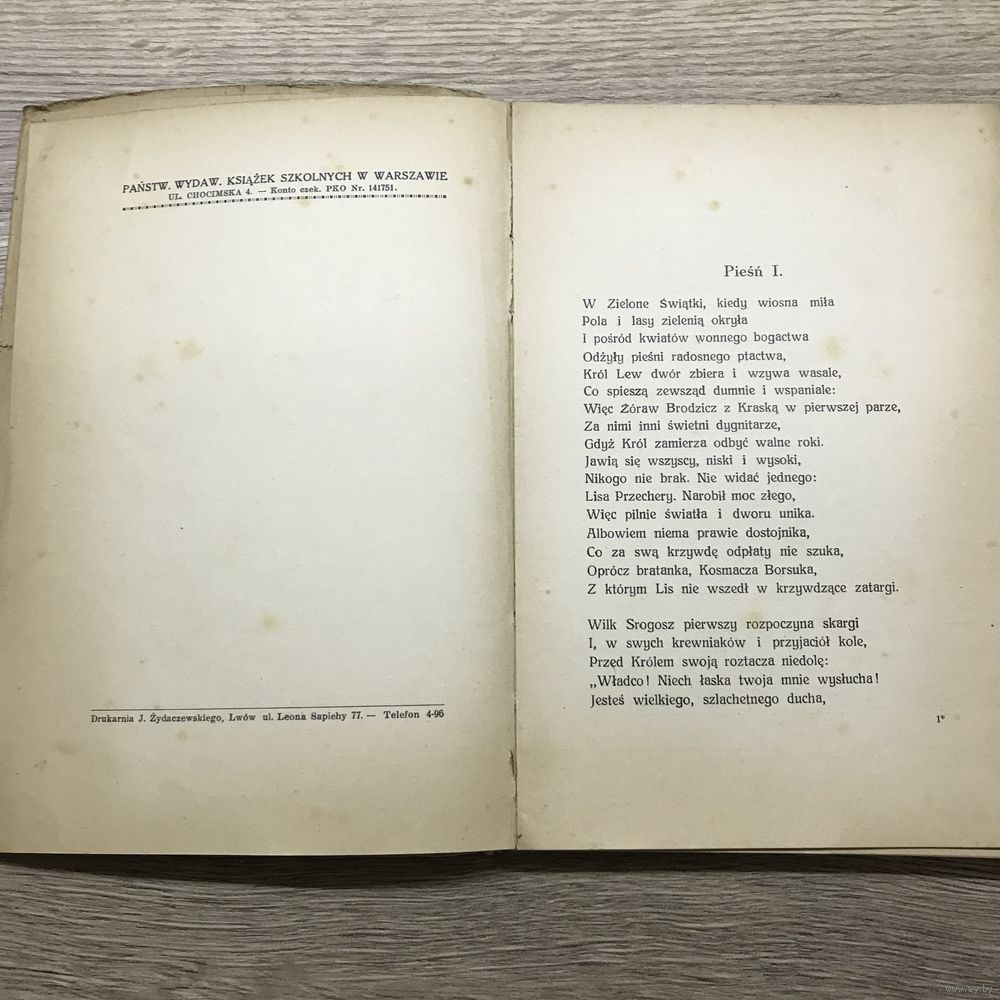 PAŃSTW. WYDAW. KSIĄŻEK SZKOLNYCH W WARSZAWIE
UL. CHOCIMSKA 4. — Konto czek. PKO Nr. 141751.
Drukarnia J. Żydaczewskiego, Lwów ul. Leona Sapiehy 77. — Telefon 4-96
Pieśń I.
W Zielone Świątki, kiedy wiosna miła
Pola i lasy zielenią okryła
I pośród kwiatów wonnego bogactwa
Odżyły pieśni radosnego ptactwa,
Król Lew dwór zbiera i wzywa wasale,
Co spieszą zewsząd dumnie i wspaniale:
Więc Żóraw Brodzicz z Kraską w pierwszej parze,
Za nimi inni świetni dygnitarze,
Gdyż Król zamierza odbyć walne roki.
Jawią się wszyscy, niski i wysoki,
Nikogo nie brak. Nie widać jednego:
Lisa Przechery. Narobił moc złego,
Więc pilnie światła i dworu unika.
Albowiem niema prawie dostojnika,
Co za swą krzywdę odpłaty nie szuka,
Oprócz bratanka, Kosmacza Borsuka,
Z którym Lis nie wszedł w krzywdzące zatargi.
Wilk Srogosz pierwszy rozpoczyna skargi
I, w swych krewniaków i przyjaciół kole,
Przed Królem swoją roztacza niedolę:
„Władco! Niech łaska twoja mnie wysłucha!
Jesteś wielkiego, szlachetnego ducha,
1*
www.ay.by